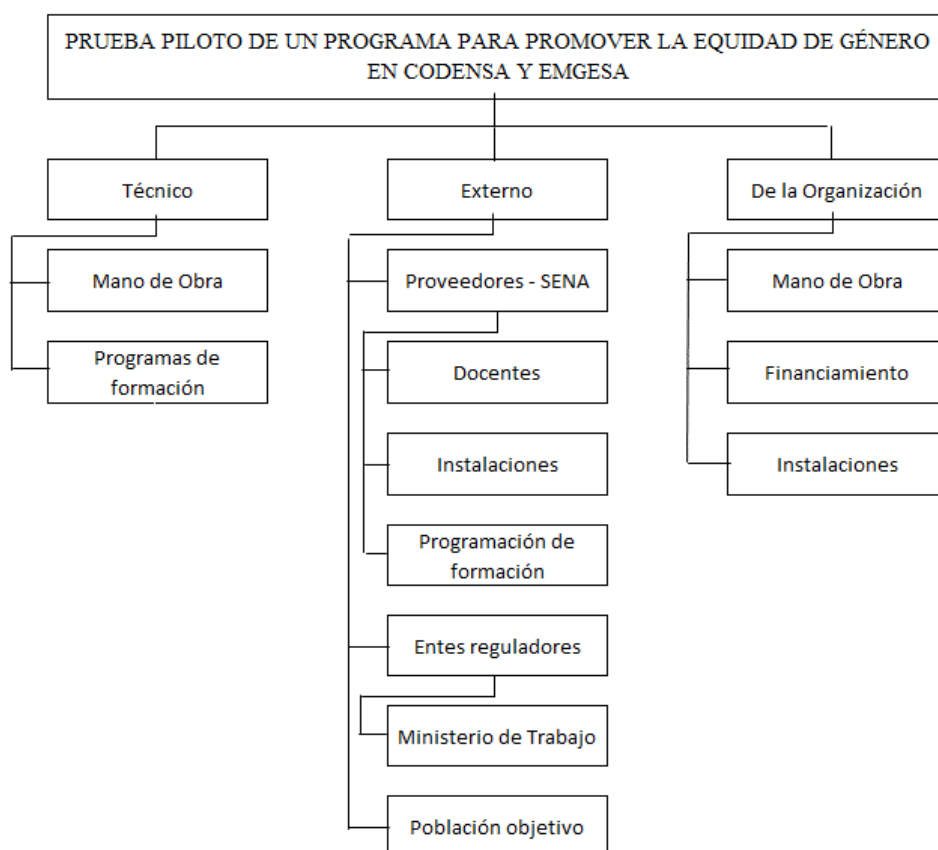 PRUEBA PILOTO DE UN PROGRAMA PARA PROMOVER LA EQUIDAD DE GÉNERO
EN CODENSA Y EMGESA
Técnico
Mano de Obra
Programas de
formación
Externo
Proveedores - SENA
Docentes
Instalaciones
Programación de
formación
Entes reguladores
Ministerio de Trabajo
Población objetivo
De la Organización
Mano de Obra
Financiamiento
Instalaciones